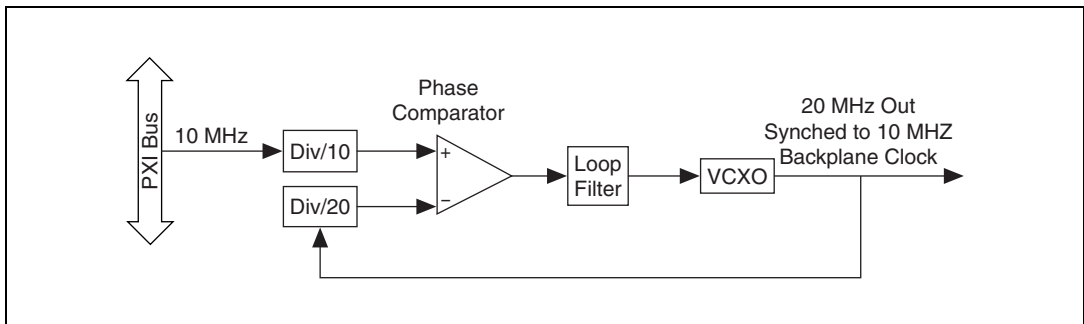 PXI Bus
10 MHz
Div/10
Div/20
Phase
Comparator
+
−
Loop
Filter
VCXO
20 MHz Out
Synched to 10 MHZ
Backplane Clock